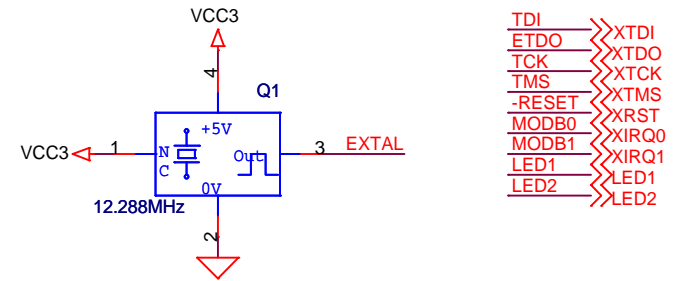 VCC3
4
Q1
+5V
VCC3
1
N
C
Out
3
EXTAL
0V
12.288MHz
2
TDI
XTDI
ETDO
XTDO
TCK
XTCK
TMS
XTMS
-RESET
XRST
MODB0
XIRQ0
MODB1
XIRQ1
LED1
LED1
LED2
LED2